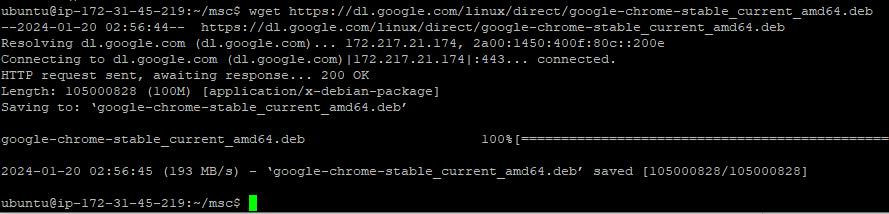 ubuntu@ip-172-31-45-219:~/msc$ wget https://dl.google.com/linux/direct/google-chrome-stable_current_amd64.deb
--2024-01-20 02:56:44--  https://dl.google.com/linux/direct/google-chrome-stable_current_amd64.deb
Resolving dl.google.com (dl.google.com)... 172.217.21.174, 2a00:1450:400f:80c::200e
Connecting to dl.google.com (dl.google.com)|172.217.21.174|:443... connected.
HTTP request sent, awaiting response... 200 OK
Length: 105000828 (100M) [application/x-debian-package]
Saving to: ‘google-chrome-stable_current_amd64.deb’
google-chrome-stable_current_amd64.deb                      100%[===============================================
2024-01-20 02:56:45 (193 MB/s) - ‘google-chrome-stable_current_amd64.deb’ saved [105000828/105000828]
ubuntu@ip-172-31-45-219:~/msc$